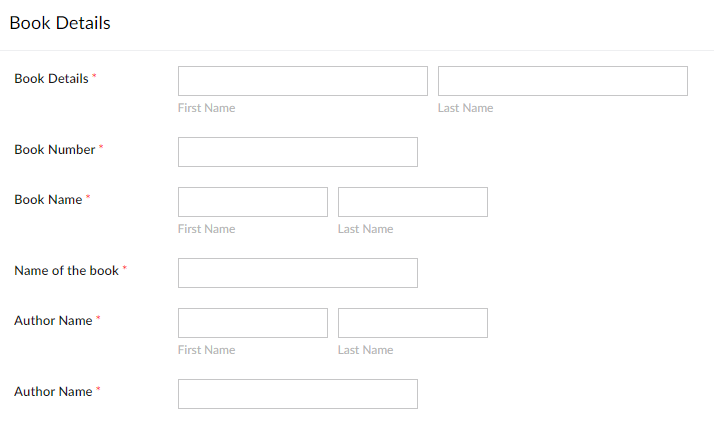 Book Details
Book Details *
First Name Last Name
Book Number *
Book Name *
First Name Last Name
Name of the book *
Author Name *
First Name Last Name
Author Name *